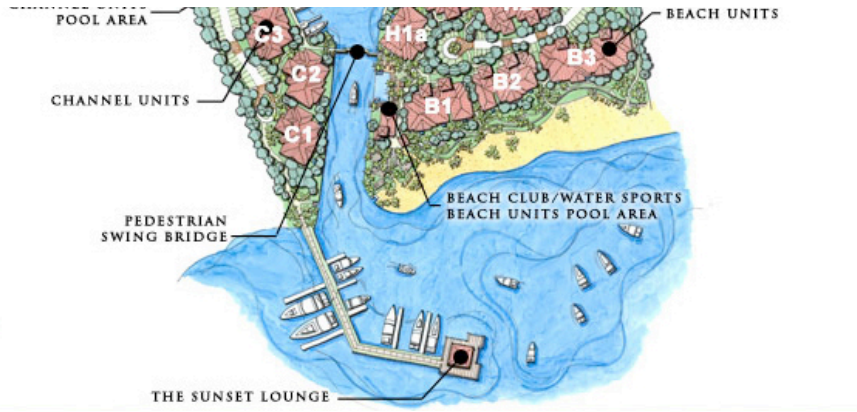 POOL AREA
BEACH UNITS
C3
H1a
C2
B3
B2
CHANNEL UNITS
B1
C1
BEACH CLUB/WATER SPORTS
BEACH UNITS POOL AREA
PEDESTRIAN
SWING BRIDGE
THE SUNSET LOUNGE